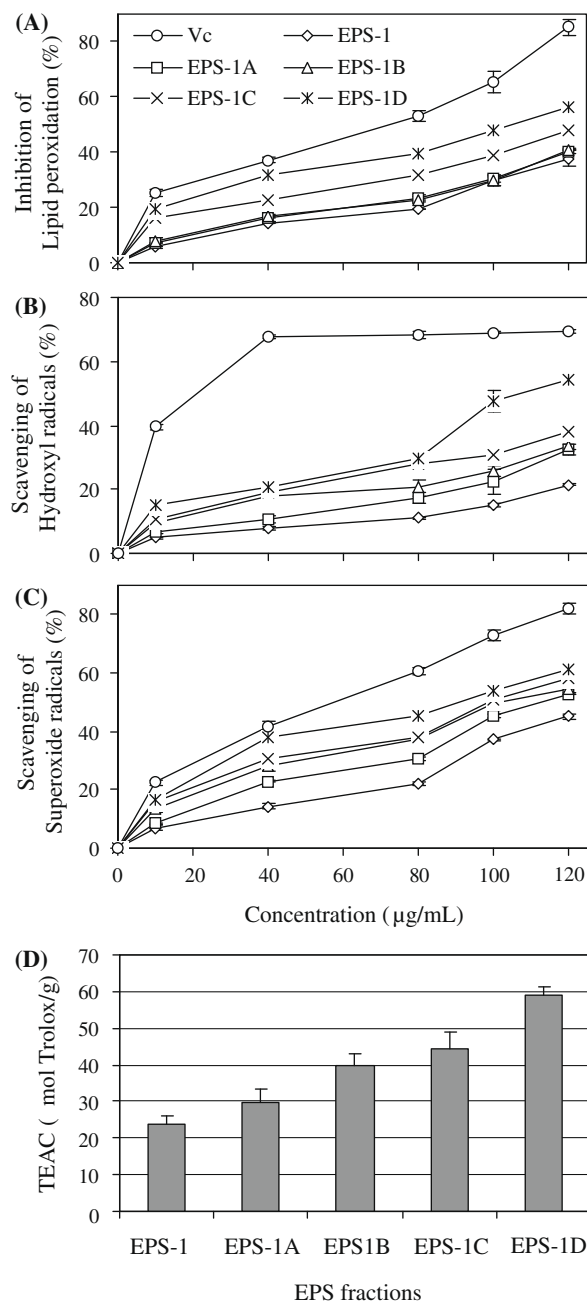 (A)
Inhibition of
Lipid peroxidation (%)
80
60
40
20
0
Vc
EPS-1
EPS-1A
EPS-1B
EPS-1C
EPS-1D
(B)
Scavenging of
Hydroxyl radicals (%)
80
60
40
20
0
(C)
Scavenging of
Superoxide radicals (%)
80
60
40
20
0
0 20 40 60 80 100 120
Concentration (µg/mL)
(D)
TEAC ( mol Trolox/g)
70
60
50
40
30
20
10
0
EPS-1 EPS-1A EPS1B EPS-1C EPS-1D
EPS fractions